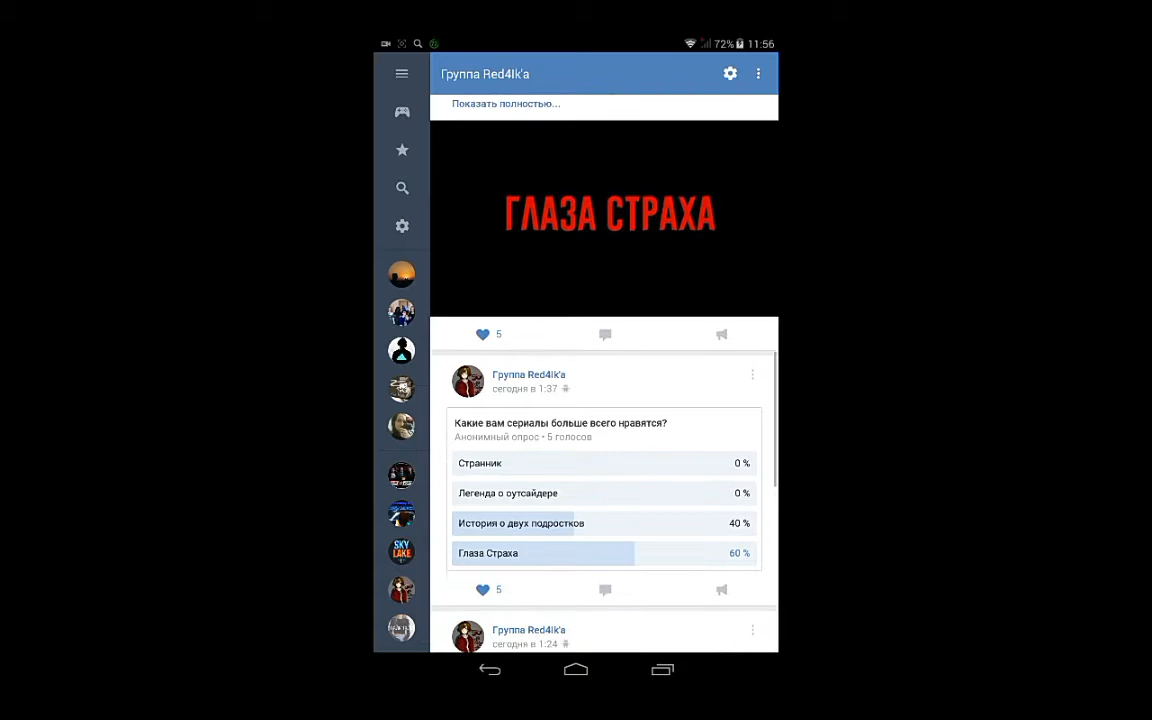 72% 11:56
Группа Red4Ik'a
Показать полностью...
ГЛАЗА СТРАХА
5
Группа Red4Ik'a
сегодня в 1:37
Какие вам сериалы больше всего нравятся?
Анонимный опрос • 5 голосов
Странник 0 %
Легенда о оутсайдере 0 %
История о двух подростков 40 %
Глаза Страха 60 %
SKY
LAKE
5
Группа Red4Ik'a
сегодня в 1:24